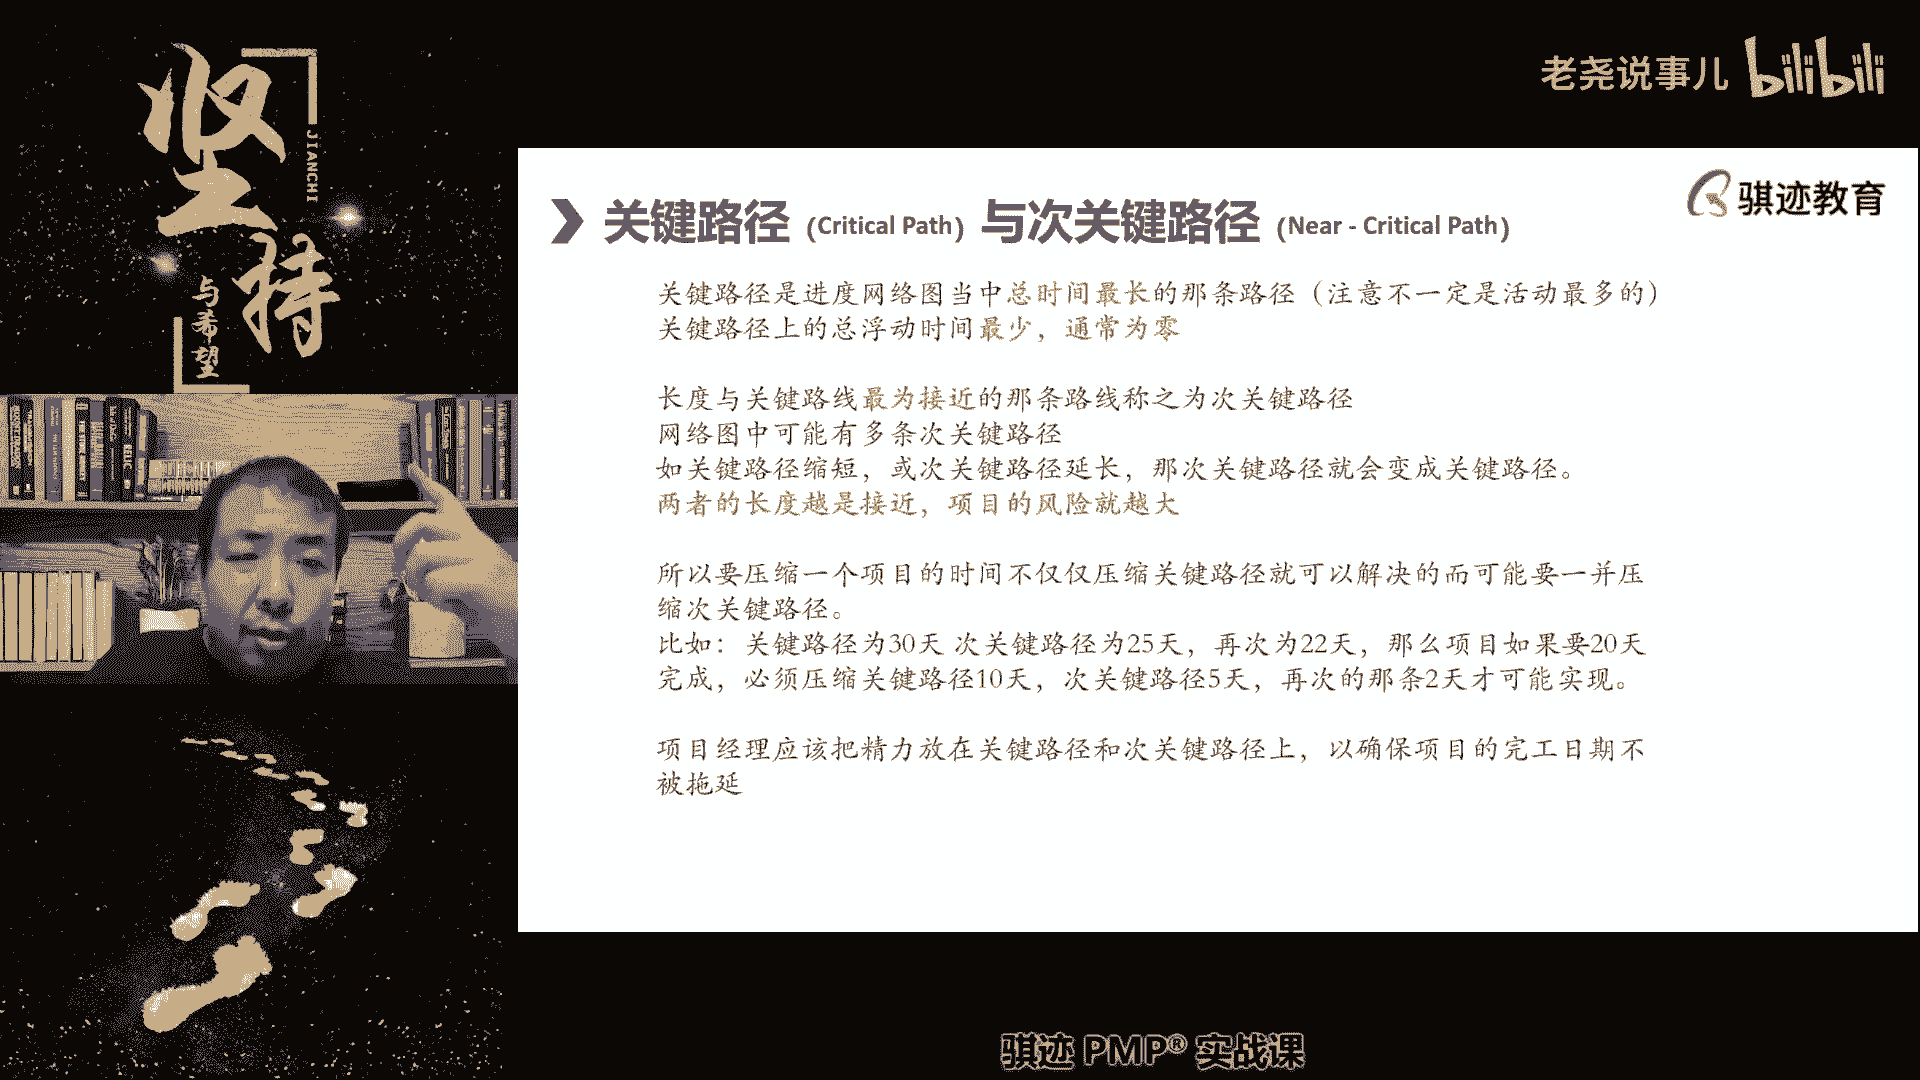 坚持
JIANCHI
与希望
老尧说事儿 bilibili
骐迹教育
关键路径 (Critical Path) 与次关键路径 (Near - Critical Path)
关键路径是进度网络图当中总时间最长的那条路径（注意不一定是活动最多的）
关键路径上的总浮动时间最少，通常为零
长度与关键路线最为接近的那条路线称之为次关键路径
网络图中可能有多条次关键路径
如关键路径缩短，或次关键路径延长，那次关键路径就会变成关键路径。
两者的长度越是接近，项目的风险就越大
所以要压缩一个项目的时间不仅仅压缩关键路径就可以解决的而可能要一并压
缩次关键路径。
比如：关键路径为30天 次关键路径为25天，再次为22天，那么项目如果要20天
完成，必须压缩关键路径10天，次关键路径5天，再次的那条2天才可能实现。
项目经理应该把精力放在关键路径和次关键路径上，以确保项目的完工日期不
被拖延
骐迹 PMP® 实战课